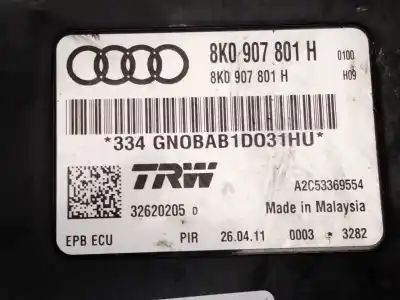 8K0 907 801 H 0100
8K0 907 801 H H09
*334 GN0BAB1D031HU*
TRW A2C53369554
32620205 D Made in Malaysia
EPB ECU PIR 26.04.11 0003 * 3282